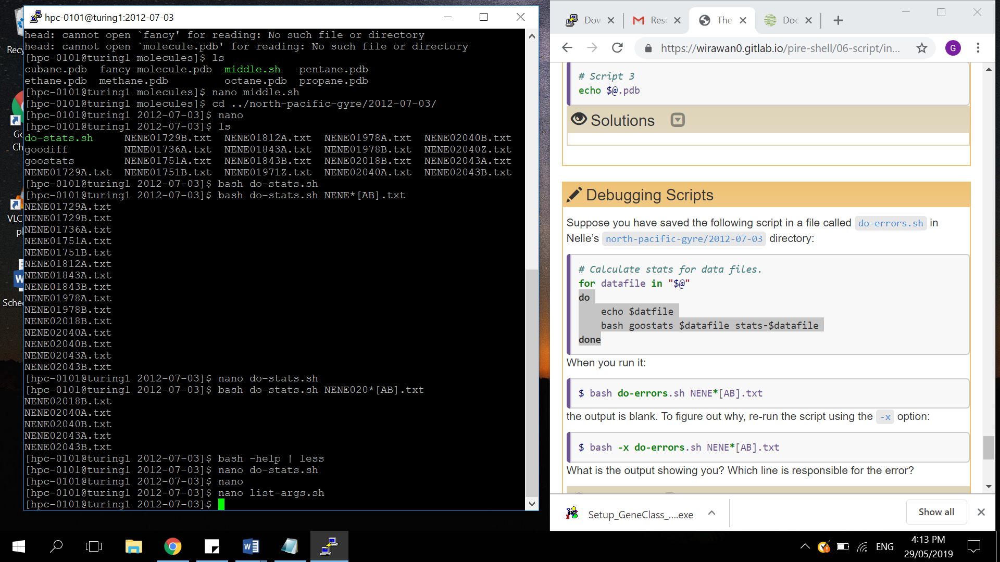 hpc-0101@turing1:2012-07-03
head: cannot open `fancy' for reading: No such file or directory
head: cannot open `molecule.pdb' for reading: No such file or directory
[hpc-0101@turing1 molecules]$ ls
cubane.pdb  fancy molecule.pdb  middle.sh   pentane.pdb
ethane.pdb  methane.pdb         octane.pdb  propane.pdb
[hpc-0101@turing1 molecules]$ nano middle.sh
[hpc-0101@turing1 molecules]$ cd ../north-pacific-gyre/2012-07-03/
[hpc-0101@turing1 2012-07-03]$ nano
[hpc-0101@turing1 2012-07-03]$ ls
do-stats.sh     NENE01729B.txt  NENE01812A.txt  NENE01978A.txt  NENE02040B.txt
goodiff         NENE01736A.txt  NENE01843A.txt  NENE01978B.txt  NENE02040Z.txt
goostats        NENE01751A.txt  NENE01843B.txt  NENE02018B.txt  NENE02043A.txt
NENE01729A.txt  NENE01751B.txt  NENE01971Z.txt  NENE02040A.txt  NENE02043B.txt
[hpc-0101@turing1 2012-07-03]$ bash do-stats.sh
[hpc-0101@turing1 2012-07-03]$ bash do-stats.sh NENE*[AB].txt
NENE01729A.txt
NENE01729B.txt
NENE01736A.txt
NENE01751A.txt
NENE01751B.txt
NENE01812A.txt
NENE01843A.txt
NENE01843B.txt
NENE01978A.txt
NENE01978B.txt
NENE02018B.txt
NENE02040A.txt
NENE02040B.txt
NENE02043A.txt
NENE02043B.txt
[hpc-0101@turing1 2012-07-03]$ nano do-stats.sh
[hpc-0101@turing1 2012-07-03]$ bash do-stats.sh NENE020*[AB].txt
NENE02018B.txt
NENE02040A.txt
NENE02040B.txt
NENE02043A.txt
NENE02043B.txt
[hpc-0101@turing1 2012-07-03]$ bash -help | less
[hpc-0101@turing1 2012-07-03]$ nano do-stats.sh
[hpc-0101@turing1 2012-07-03]$ nano
[hpc-0101@turing1 2012-07-03]$ nano list-args.sh
[hpc-0101@turing1 2012-07-03]$
Recy
Go
Ch
VLC
pl
W
Sche
Dow
Reso
The
Doc
https://wirawan0.gitlab.io/pire-shell/06-script/in...
G
# Script 3
echo $@.pdb
Solutions
Debugging Scripts
Suppose you have saved the following script in a file called do-errors.sh in
Nelle’s north-pacific-gyre/2012-07-03 directory:
# Calculate stats for data files.
for datafile in "$@"
do
echo $datfile
bash goostats $datafile stats-$datafile
done
When you run it:
$ bash do-errors.sh NENE*[AB].txt
the output is blank. To figure out why, re-run the script using the -x option:
$ bash -x do-errors.sh NENE*[AB].txt
What is the output showing you? Which line is responsible for the error?
Setup_GeneClass_....exe
Show all
W
ENG
4:13 PM
29/05/2019